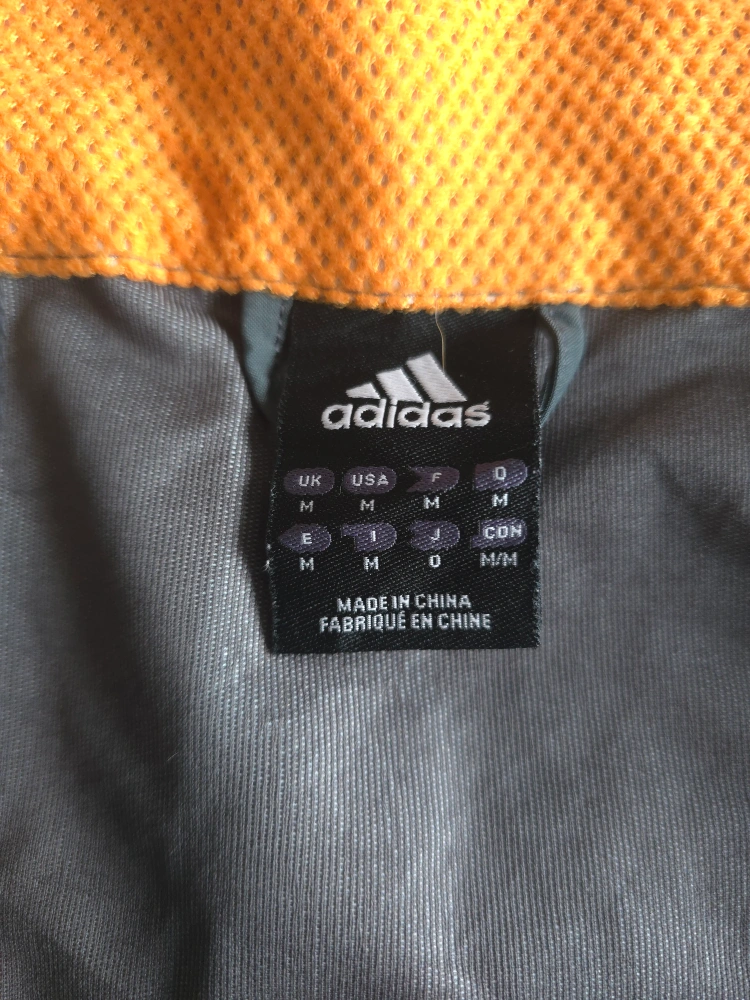 adidas
UK USA F D
M M M M
E I J CDN
M M O M/M
MADE IN CHINA
FABRIQUÉ EN CHINE